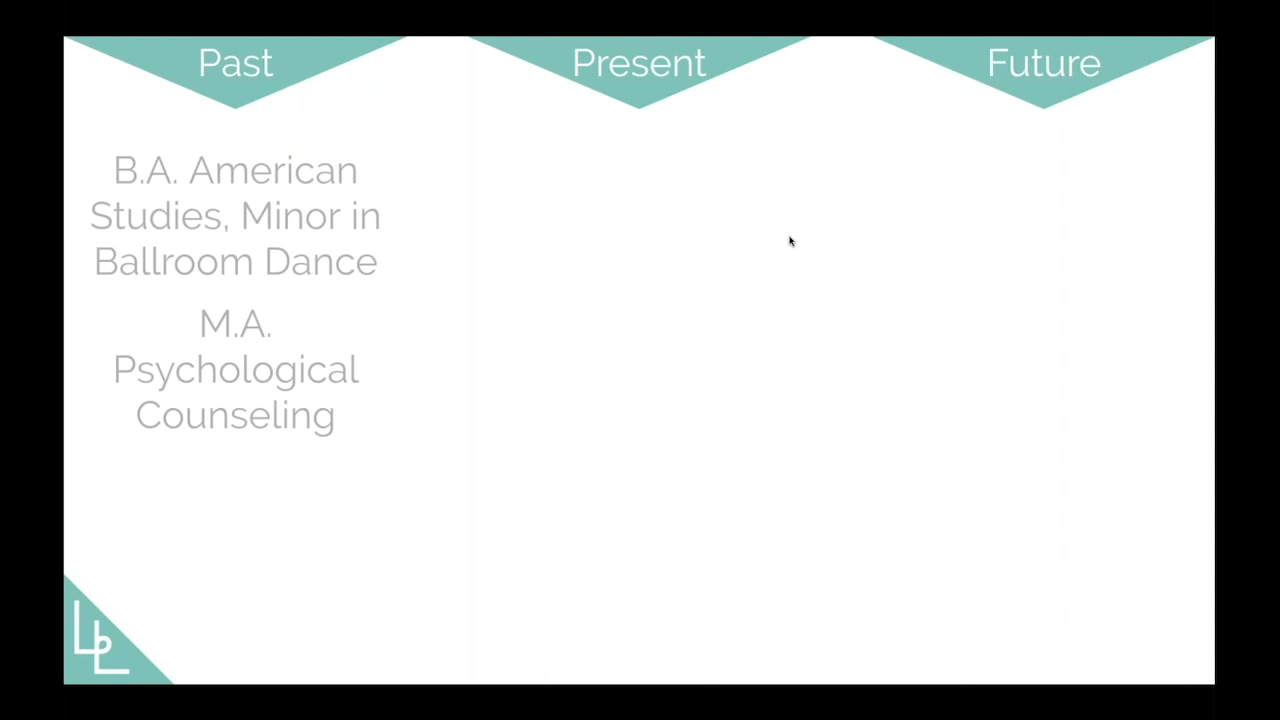 Past
Present
Future
B.A. American
Studies, Minor in
Ballroom Dance
M.A.
Psychological
Counseling